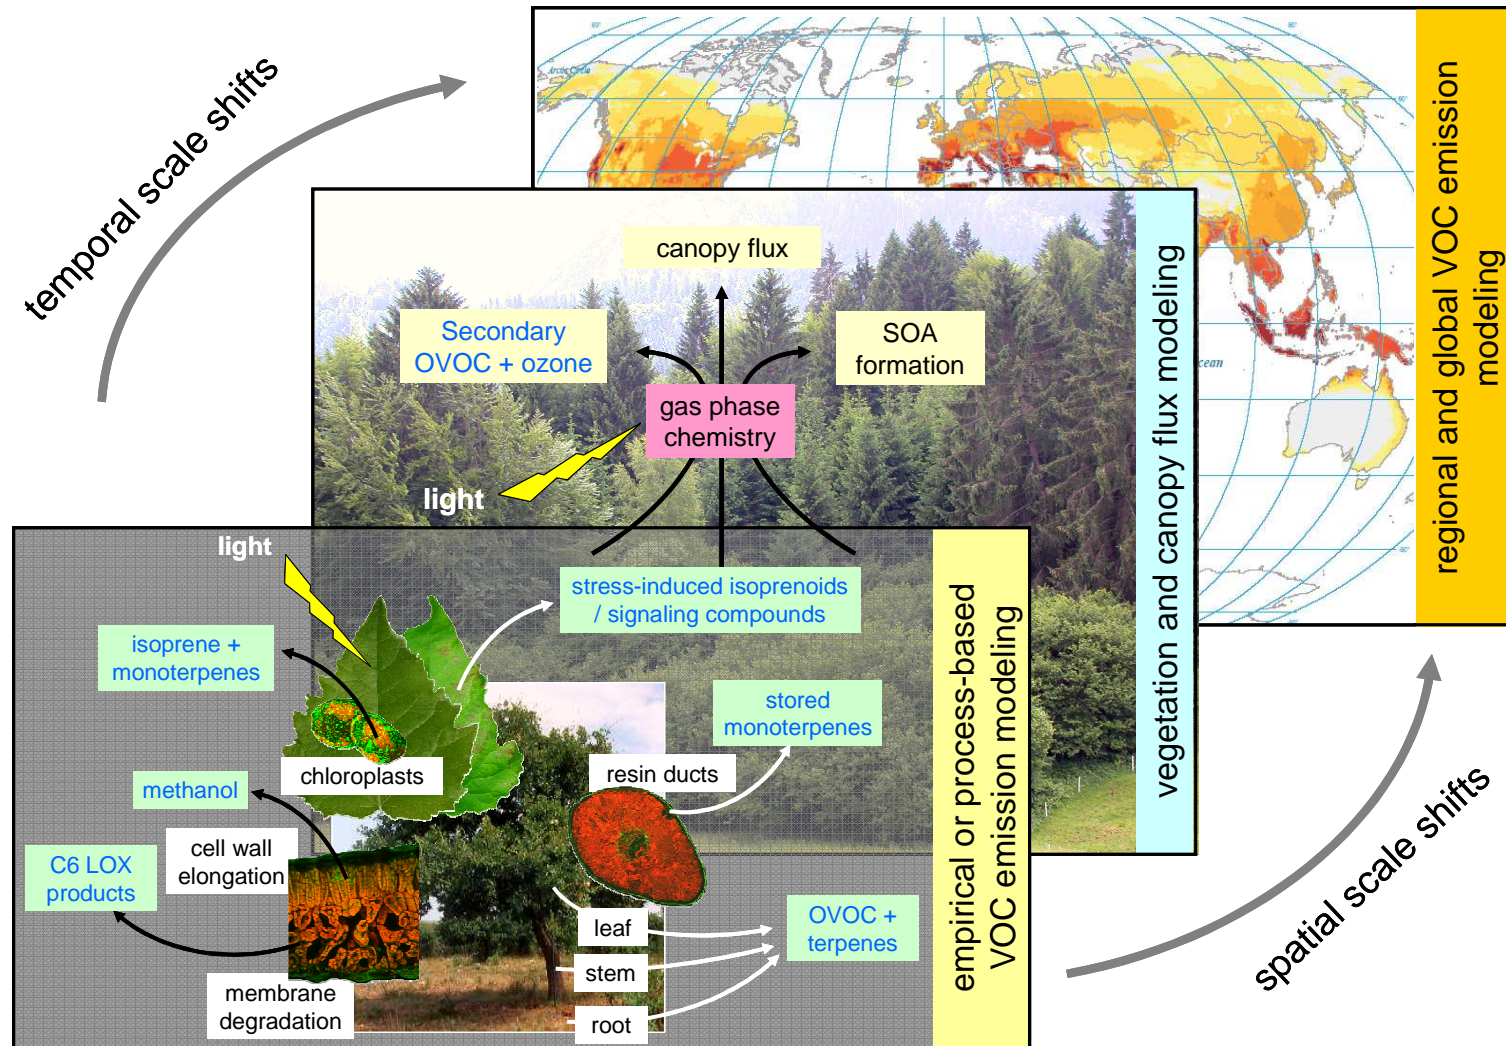 temporal scale shifts
Arctic Circle
regional and global VOC emission
modeling
canopy flux
Secondary
OVOC + ozone
SOA
formation
gas phase
chemistry
light
vegetation and canopy flux modeling
light
stress-induced isoprenoids
/ signaling compounds
isoprene +
monoterpenes
stored
monoterpenes
chloroplasts
resin ducts
methanol
cell wall
elongation
C6 LOX
products
leaf
stem
root
OVOC +
terpenes
membrane
degradation
empirical or process-based
VOC emission modeling
spatial scale shifts